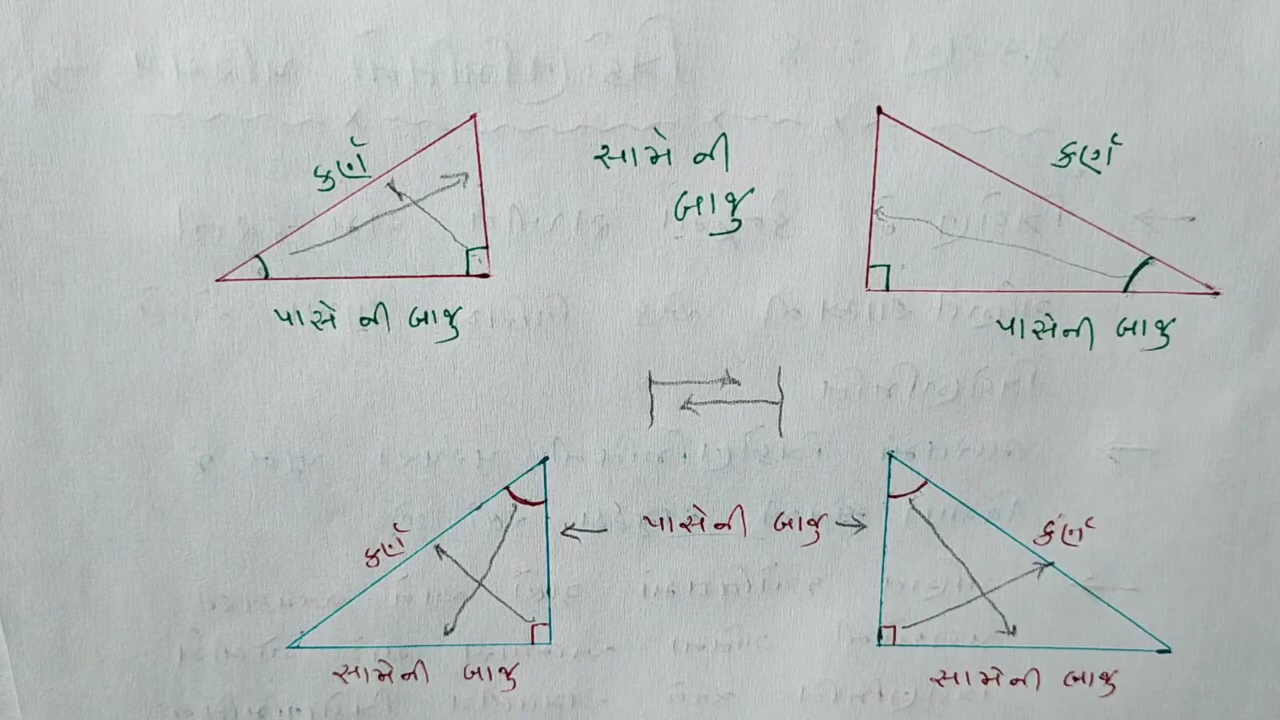 કર્ણ
સામે ની
બાજુ
કર્ણ
પાસે ની બાજુ
પાસેની બાજુ
કર્ણ
પાસેની બાજુ
કર્ણ
સામેની બાજુ
સામેની બાજુ